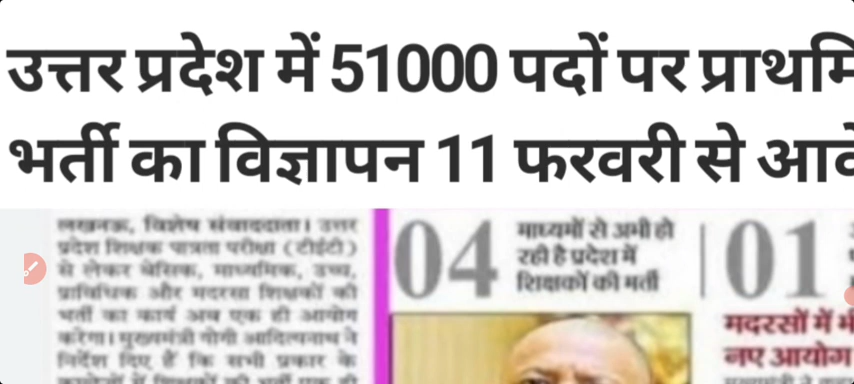 उत्तर प्रदेश में 51000 पदों पर प्राथमि
भर्ती का विज्ञापन 11 फरवरी से आवे
लखनऊ, विशेष संवाददाता। उत्तर
प्रदेश शिक्षक पात्रता परीक्षा (टीईटी)
से लेकर बेसिक, माध्यमिक, उच्च,
प्राविधिक और मदरसा शिक्षकों की
भर्ती का कार्य अब एक ही आयोग
करेगा। मुख्यमंत्री योगी आदित्यनाथ ने
निर्देश दिए हैं कि सभी प्रकार के
04
माध्यमों से अभी हो
रही है प्रदेश में
शिक्षकों की भर्ती
01
मदरसों में भ
नए आयोग